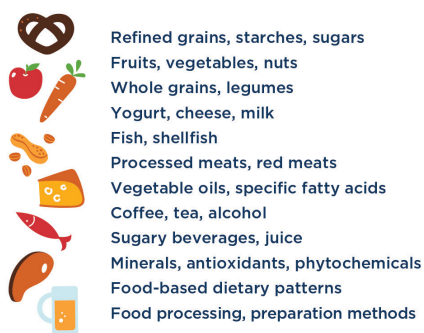 Refined grains, starches, sugars
Fruits, vegetables, nuts
Whole grains, legumes
Yogurt, cheese, milk
Fish, shellfish
Processed meats, red meats
Vegetable oils, specific fatty acids
Coffee, tea, alcohol
Sugary beverages, juice
Minerals, antioxidants, phytochemicals
Food-based dietary patterns
Food processing, preparation methods